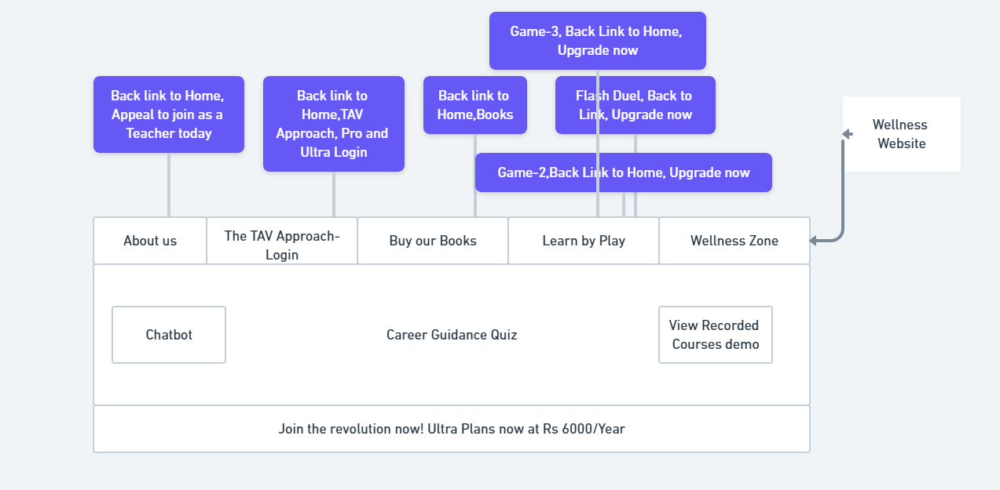 Game-3, Back Link to Home,
Upgrade now
Back link to Home,
Appeal to join as a
Teacher today
Back link to
Home,TAV
Approach, Pro and
Ultra Login
Back link to
Home,Books
Flash Duel, Back to
Link, Upgrade now
Wellness
Website
Game-2,Back Link to Home, Upgrade now
About us
The TAV Approach-
Login
Buy our Books
Learn by Play
Wellness Zone
Chatbot
Career Guidance Quiz
View Recorded
Courses demo
Join the revolution now! Ultra Plans now at Rs 6000/Year